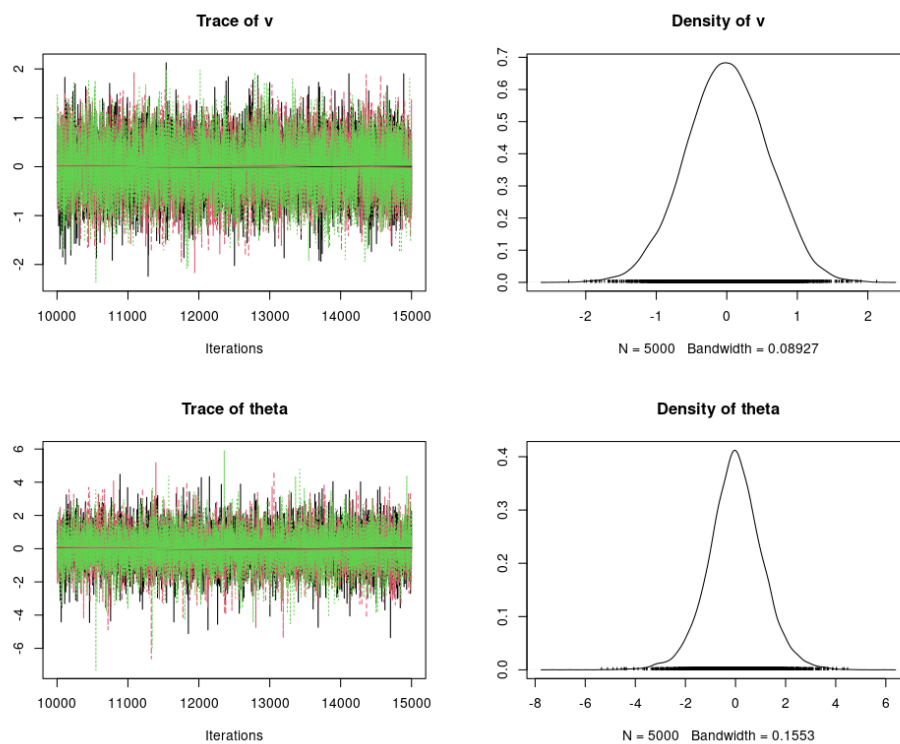 Trace of v
2
1
0
-1
-2
10000 11000 12000 13000 14000 15000
Iterations
Density of v
0.7
0.6
0.5
0.4
0.3
0.2
0.1
0.0
-2 -1 0 1 2
N = 5000 Bandwidth = 0.08927
Trace of theta
6
4
2
0
-2
-4
-6
10000 11000 12000 13000 14000 15000
Iterations
Density of theta
0.4
0.3
0.2
0.1
0.0
-8 -6 -4 -2 0 2 4 6
N = 5000 Bandwidth = 0.1553